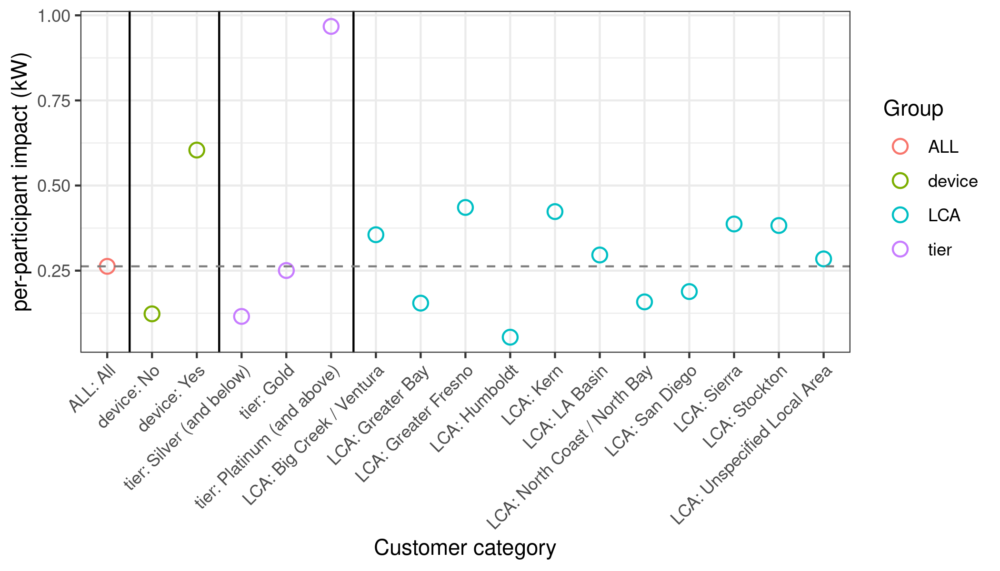 per-participant impact (kW)
1.00
0.75
0.50
0.25
ALL: All
device: No
device: Yes
tier: Silver (and below)
tier: Gold
tier: Platinum (and above)
LCA: Big Creek / Ventura
LCA: Greater Bay
LCA: Greater Fresno
LCA: Humboldt
LCA: Kern
LCA: LA Basin
LCA: North Coast / North Bay
LCA: San Diego
LCA: Sierra
LCA: Stockton
LCA: Unspecified Local Area
Customer category
Group
ALL
device
LCA
tier